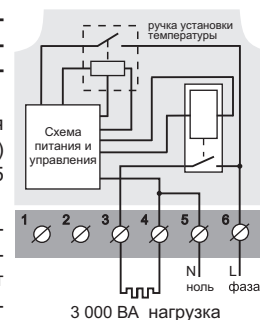 ручка установки
температуры
Схема
питания и
управления
1 2 3 4 5 6
N L
ноль фаза
3 000 ВА нагрузка